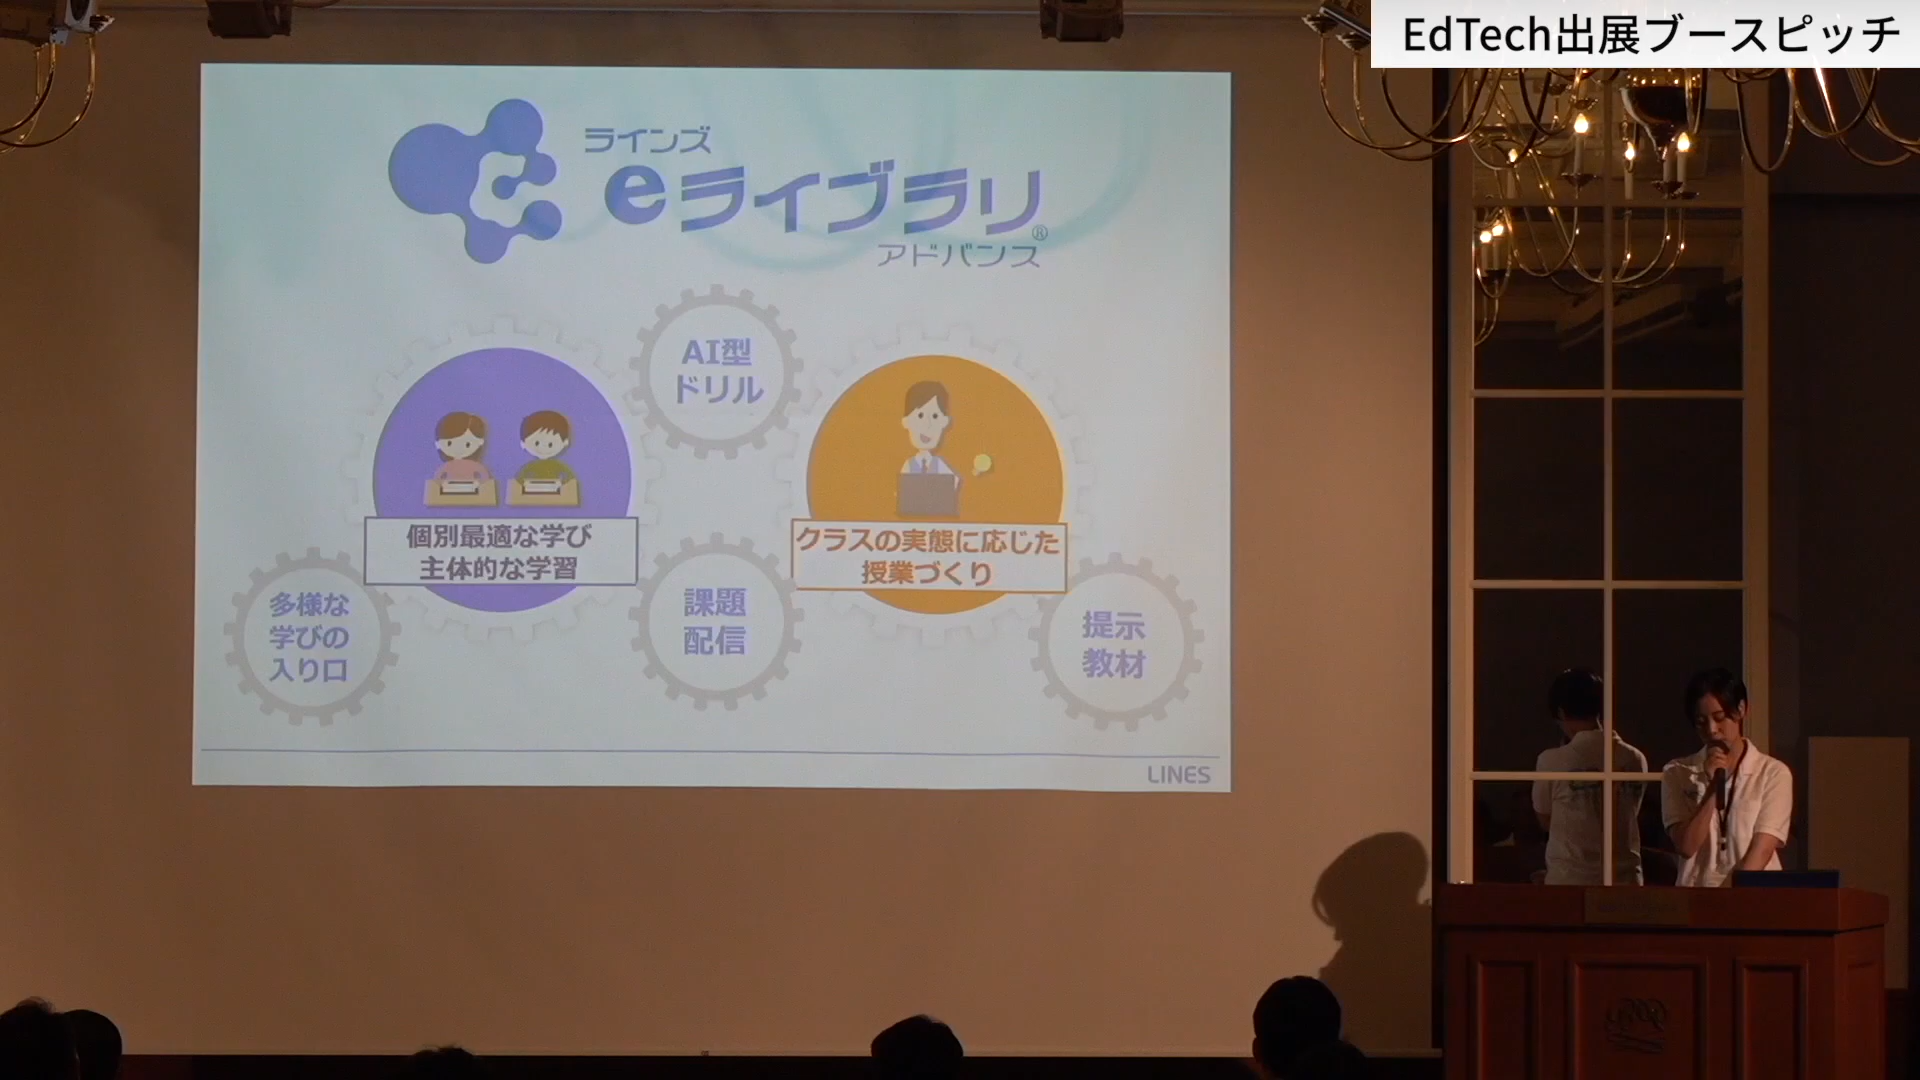 EdTech出展ブースピッチ
ラインズ
eライブラリ®
アドバンス
AI型
ドリル
個別最適な学び
主体的な学習
クラスの実態に応じた
授業づくり
多様な
学びの
入り口
課題
配信
提示
教材
LINES